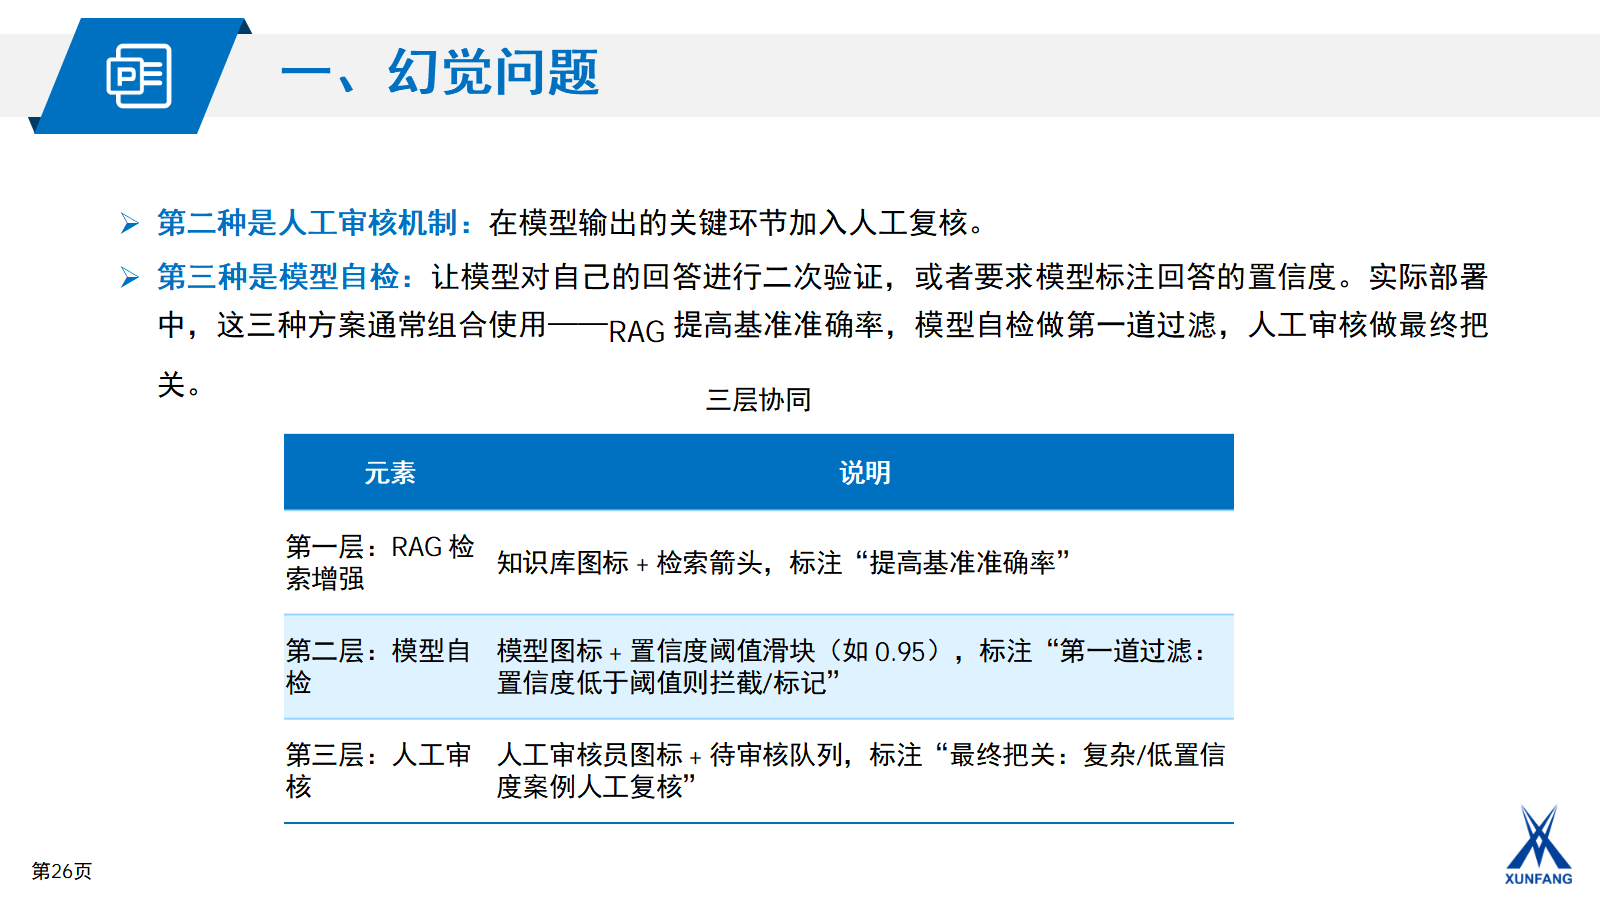 一、幻觉问题
第二种是人工审核机制：在模型输出的关键环节加入人工复核。
第三种是模型自检：让模型对自己的回答进行二次验证，或者要求模型标注回答的置信度。实际部署
中，这三种方案通常组合使用——RAG 提高基准准确率，模型自检做第一道过滤，人工审核做最终把
关。
三层协同
元素 说明
第一层：RAG 检
索增强
知识库图标 + 检索箭头，标注“提高基准准确率”
第二层：模型自
检
模型图标 + 置信度阈值滑块（如 0.95），标注“第一道过滤：
置信度低于阈值则拦截/标记”
第三层：人工审
核
人工审核员图标 + 待审核队列，标注“最终把关：复杂/低置信
度案例人工复核”
第26页
XUNFANG